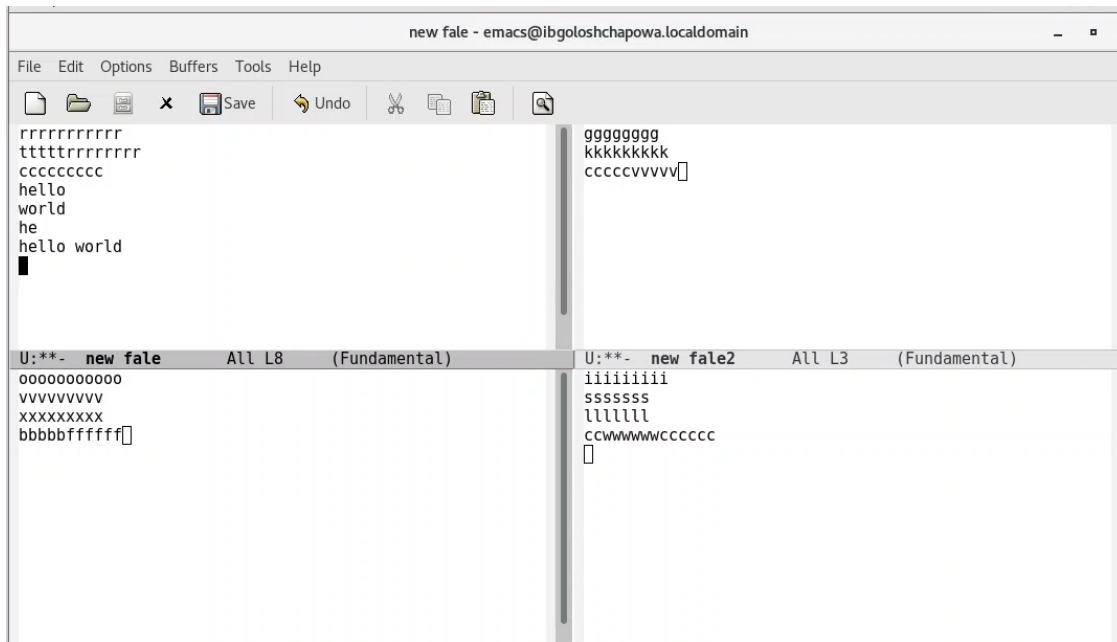 new fale - emacs@ibgoloshchapowa.localdomain
File Edit Options Buffers Tools Help
Save Undo
rrrrrrrrrrr
tttttrrrrrrrr
ccccccccc
hello
world
he
hello world
U:**- new fale All L8 (Fundamental)
gggggggg
kkkkkkkkk
cccccvvvvv
U:**- new fale2 All L3 (Fundamental)
ooooooooooo
vvvvvvvvv
xxxxxxxxx
bbbbbffffff
iiiiiiiii
sssssss
lllllll
ccwwwwwwcccccc